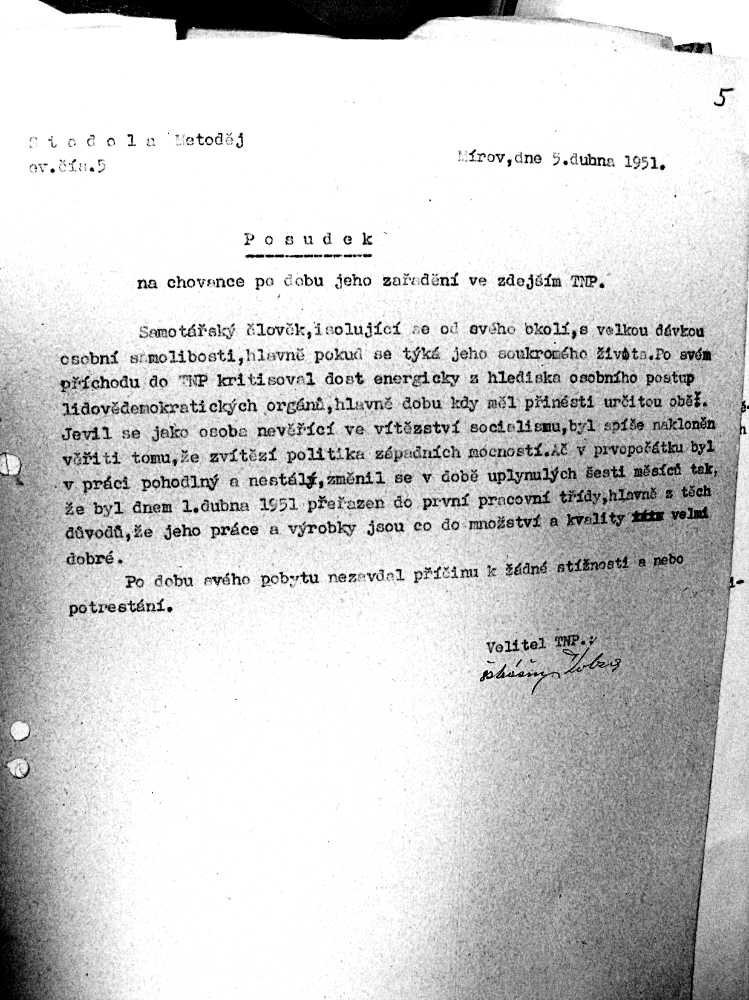 5
S t o d o l a Metoděj
ev.čís.5
Mírov,dne 5.dubna 1951.
P o s u d e k
na chovance po dobu jeho zařadění ve zdejším TNP.
Samotářský člověk,isolující se od svého okolí,s velkou dávkou
osobní samolibosti,hlavně pokud se týká jeho soukromého života.Po svém
příchodu do TNP kritisoval dost energicky z hlediska osobního postup
lidovědemokratických orgánů,hlavně dobu kdy měl přinésti určitou oběť.
Jevil se jako osoba nevěřící ve vítězství socialismu,byl spíše nakloněn
věřiti tomu,že zvítězí politika západních mocností.Ač v prvopočátku byl
v práci pohodlný a nestálý,změnil se v době uplynulých šesti měsíců tak,
že byl dnem 1.dubna 1951 přeřazen do první pracovní třídy,hlavně z těch
důvodů,že jeho práce a výrobky jsou co do množství a kvality velmi
dobré.
Po dobu svého pobytu nezavdal příčinu k žádné stížnosti a nebo
potrestání.
Velitel TNP.: